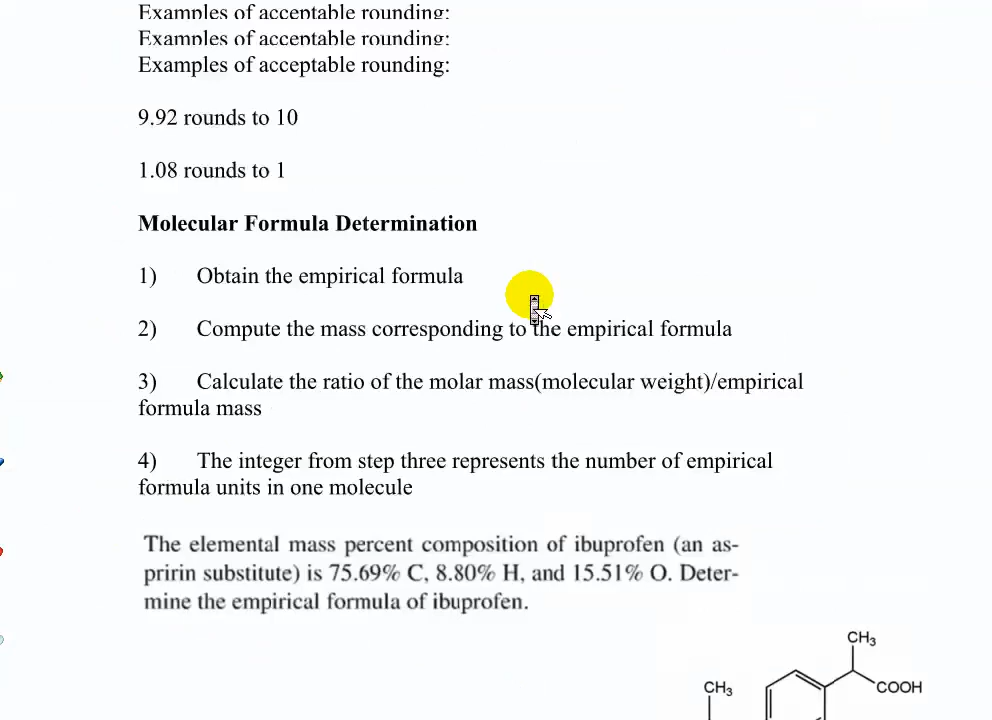 Examples of acceptable rounding:
Examples of acceptable rounding:
Examples of acceptable rounding:
9.92 rounds to 10
1.08 rounds to 1
Molecular Formula Determination
1) Obtain the empirical formula
2) Compute the mass corresponding to the empirical formula
3) Calculate the ratio of the molar mass(molecular weight)/empirical
formula mass
4) The integer from step three represents the number of empirical
formula units in one molecule
The elemental mass percent composition of ibuprofen (an as-
pririn substitute) is 75.69% C, 8.80% H, and 15.51% O. Deter-
mine the empirical formula of ibuprofen.
CH3
COOH
CH3